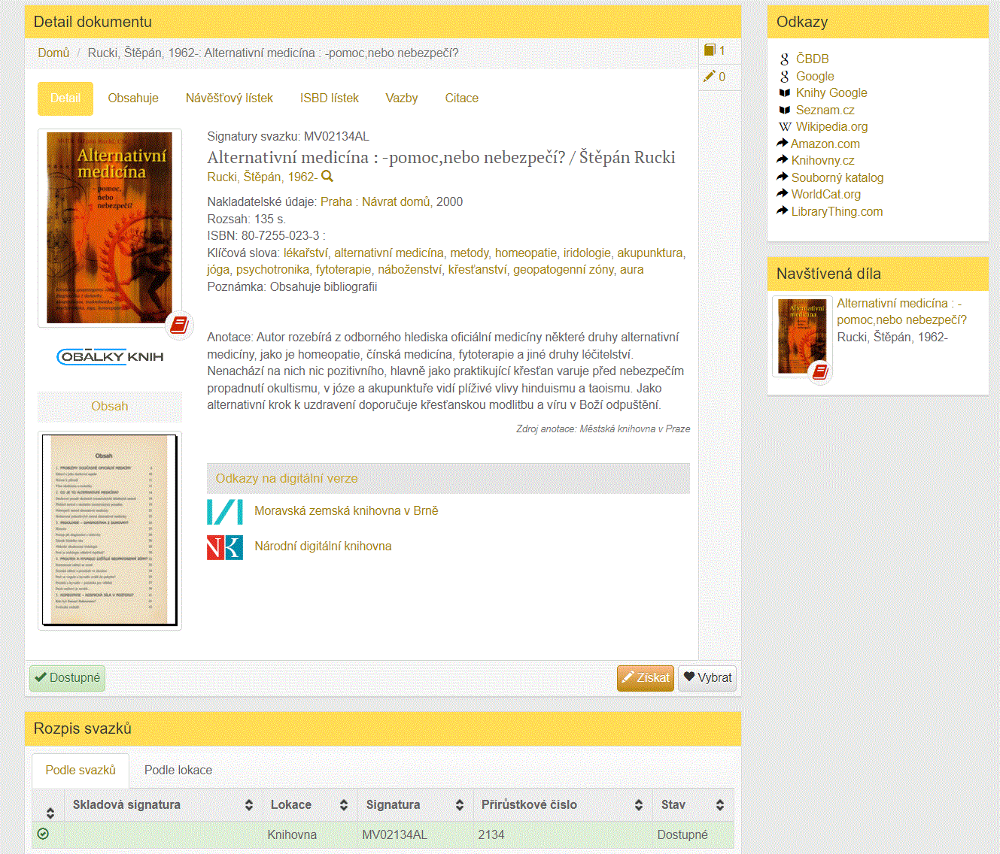 Detail dokumentu
Domů / Rucki, Štěpán, 1962-: Alternativní medicína : -pomoc,nebo nebezpečí?
1
0
Detail
Obsahuje
Návěšťový lístek
ISBD lístek
Vazby
Citace
Alternativní
medicína
- pomoc,
nebo
nebezpečí?
OBÁLKY KNIH
Obsah
Obsah
Signatury svazku: MV02134AL
Alternativní medicína : -pomoc,nebo nebezpečí? / Štěpán Rucki
Rucki, Štěpán, 1962-
Nakladatelské údaje: Praha : Návrat domů, 2000
Rozsah: 135 s.
ISBN: 80-7255-023-3 :
Klíčová slova: lékařství, alternativní medicína, metody, homeopatie, iridologie, akupunktura,
jóga, psychotronika, fytoterapie, náboženství, křesťanství, geopatogenní zóny, aura
Poznámka: Obsahuje bibliografii
Anotace: Autor rozebírá z odborného hlediska oficiální medicíny některé druhy alternativní
medicíny, jako je homeopatie, čínská medicína, fytoterapie a jiné druhy léčitelství.
Nenachází na nich nic pozitivního, hlavně jako praktikující křesťan varuje před nebezpečím
propadnutí okultismu, v józe a akupunktuře vidí plíživé vlivy hinduismu a taoismu. Jako
alternativní krok k uzdravení doporučuje křesťanskou modlitbu a víru v Boží odpuštění.
Zdroj anotace: Městská knihovna v Praze
Odkazy na digitální verze
Moravská zemská knihovna v Brně
NK Národní digitální knihovna
Dostupné
Získat
Vybrat
Rozpis svazků
Podle svazků
Podle lokace
Skladová signatura Lokace Signatura Přírůstkové číslo Stav
Knihovna MV02134AL 2134 Dostupné
Odkazy
ČBDB
Google
Knihy Google
Seznam.cz
Wikipedia.org
Amazon.com
Knihovny.cz
Souborný katalog
WorldCat.org
LibraryThing.com
Navštívená díla
Alternativní
medicína
Alternativní medicína : -
pomoc,nebo nebezpečí?
Rucki, Štěpán, 1962-